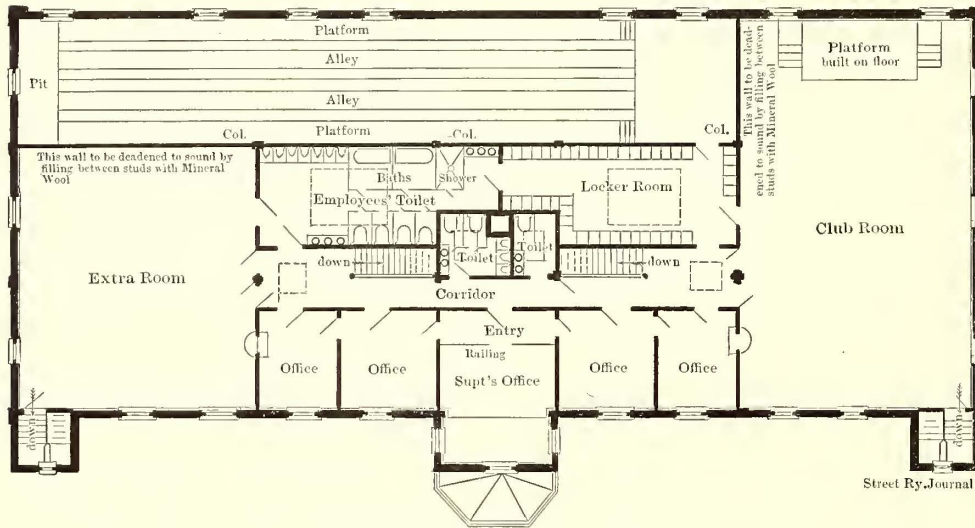 Platform
Alley
Alley
Platform
Pit
Col.
Col.
Col.
This wall to be dead-
ened to sound by
filling between
studs with Mineral Wool
Platform
built on floor
This wall to be deadened to sound by
filling between studs with Mineral
Wool
Baths
Shower
Employees' Toilet
Locker Room
Club Room
down
Toilet
Toilet
down
Extra Room
Corridor
Entry
Railing
Office
Office
Supt's Office
Office
Office
down
down
Street Ry. Journal